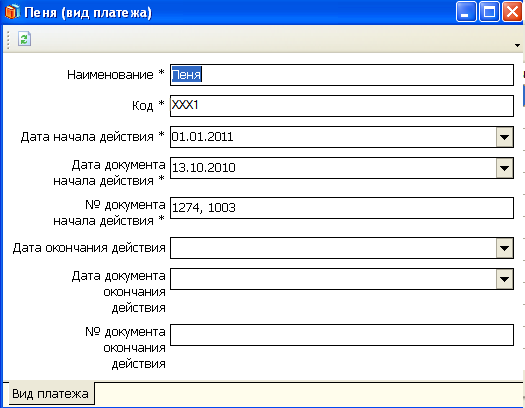 Пеня (вид платежа)
Наименование * Пеня
Код * XXX1
Дата начала действия * 01.01.2011
Дата документа
начала действия * 13.10.2010
№ документа
начала действия * 1274, 1003
Дата окончания действия
Дата документа
окончания
действия
№ документа
окончания
действия
Вид платежа